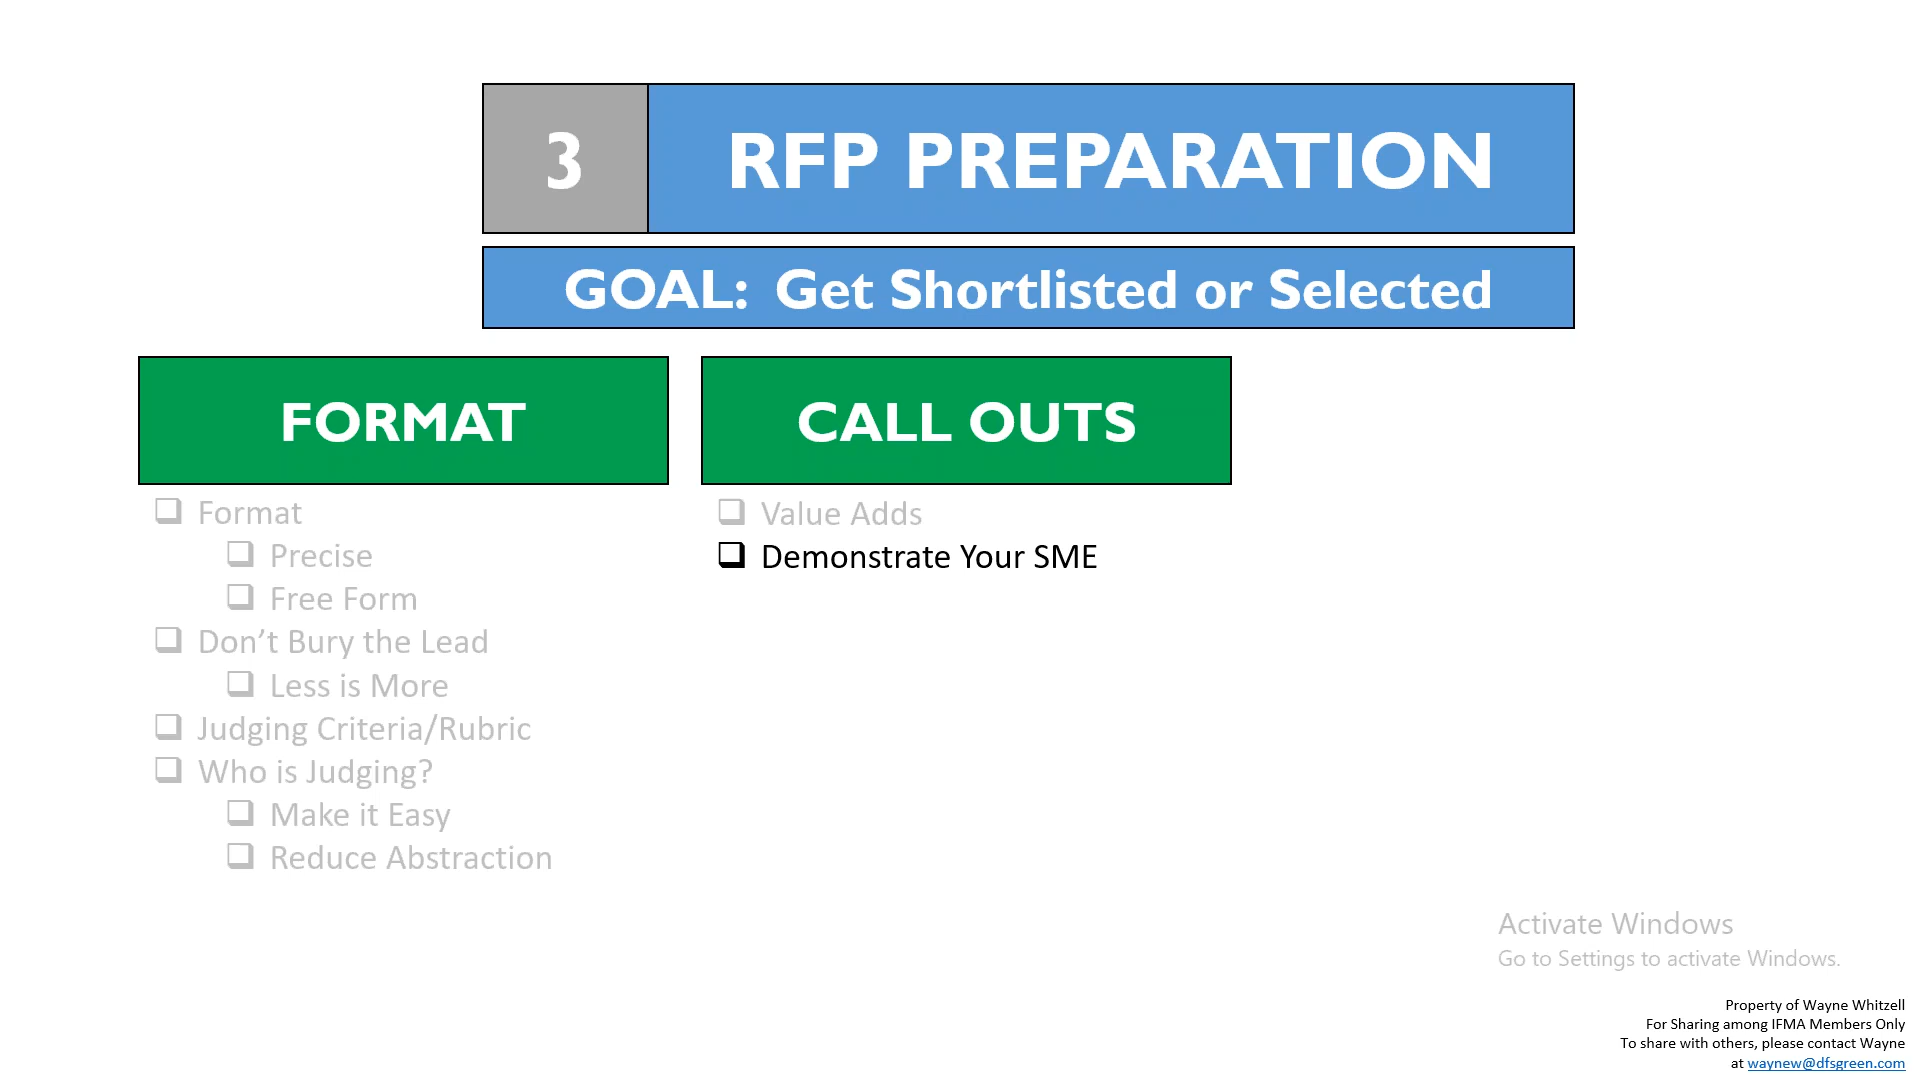 3
RFP PREPARATION
GOAL: Get Shortlisted or Selected
FORMAT
❑ Format
❑ Precise
❑ Free Form
❑ Don’t Bury the Lead
❑ Less is More
❑ Judging Criteria/Rubric
❑ Who is Judging?
❑ Make it Easy
❑ Reduce Abstraction
CALL OUTS
❑ Value Adds
❑ Demonstrate Your SME
Activate Windows
Go to Settings to activate Windows.
Property of Wayne Whitzell
For Sharing among IFMA Members Only
To share with others, please contact Wayne
at waynew@dfsgreen.com